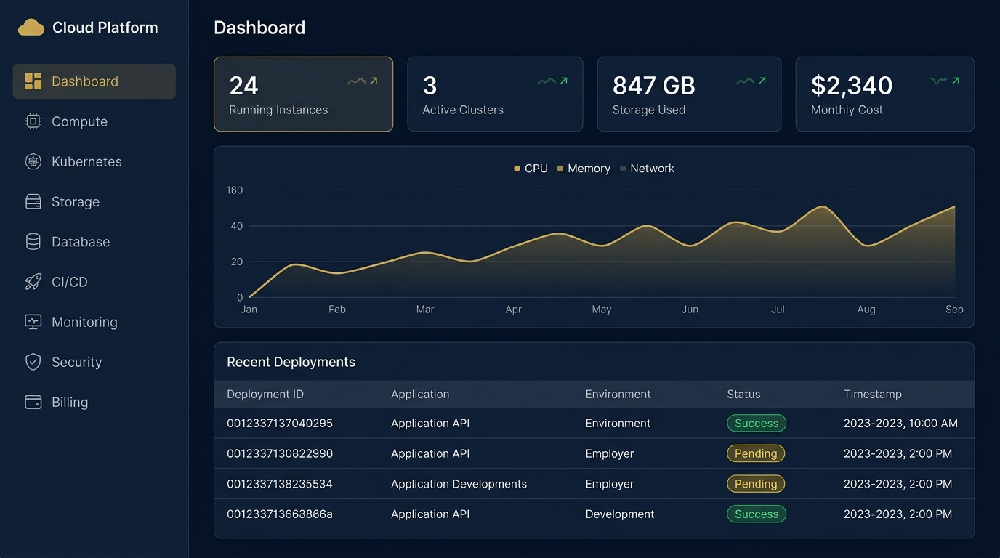 Cloud Platform
Dashboard
Compute
Kubernetes
Storage
Database
CI/CD
Monitoring
Security
Billing
Dashboard
24
Running Instances
3
Active Clusters
847 GB
Storage Used
$2,340
Monthly Cost
CPU Memory Network
160
40
20
0
Jan Feb Mar Apr May Jun Jul Aug Sep
Recent Deployments
Deployment ID Application Environment Status Timestamp
0012337137040295 Application API Environment Success 2023-2023, 10:00 AM
0012337130822990 Application API Employer Pending 2023-2023, 2:00 PM
0012337138235534 Application Developments Employer Pending 2023-2023, 2:00 PM
001233713663886a Application API Development Success 2023-2023, 2:00 PM